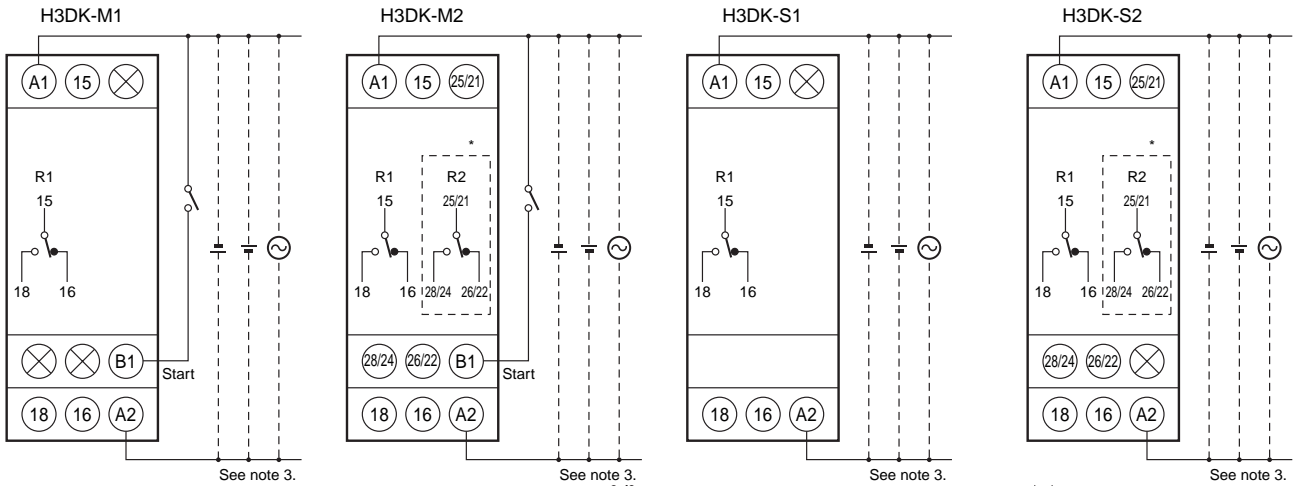 H3DK-M1
A1 15
R1
15
18 16
B1
Start
18 16 A2
See note 3.
H3DK-M2
A1 15 25/21
*
R1 R2
15 25/21
18 16 28/24 26/22
28/24 26/22 B1
Start
18 16 A2
See note 3.
H3DK-S1
A1 15
R1
15
18 16
18 16 A2
See note 3.
H3DK-S2
A1 15 25/21
*
R1 R2
15 25/21
18 16 28/24 26/22
28/24 26/22
18 16 A2
See note 3.